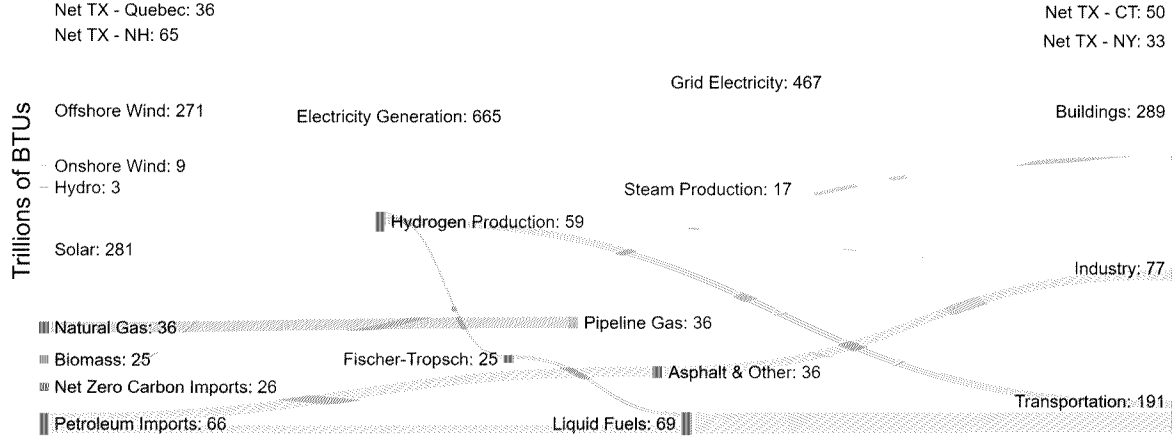 Net TX - Quebec: 36
Net TX - NH: 65
Net TX - CT: 50
Net TX - NY: 33
Grid Electricity: 467
Offshore Wind: 271
Electricity Generation: 665
Buildings: 289
Trillions of BTUs
Onshore Wind: 9
Hydro: 3
Steam Production: 17
Hydrogen Production: 59
Solar: 281
Industry: 77
Natural Gas: 36
Pipeline Gas: 36
Biomass: 25
Fischer-Tropsch: 25
Asphalt & Other: 36
Net Zero Carbon Imports: 26
Transportation: 191
Petroleum Imports: 66
Liquid Fuels: 69